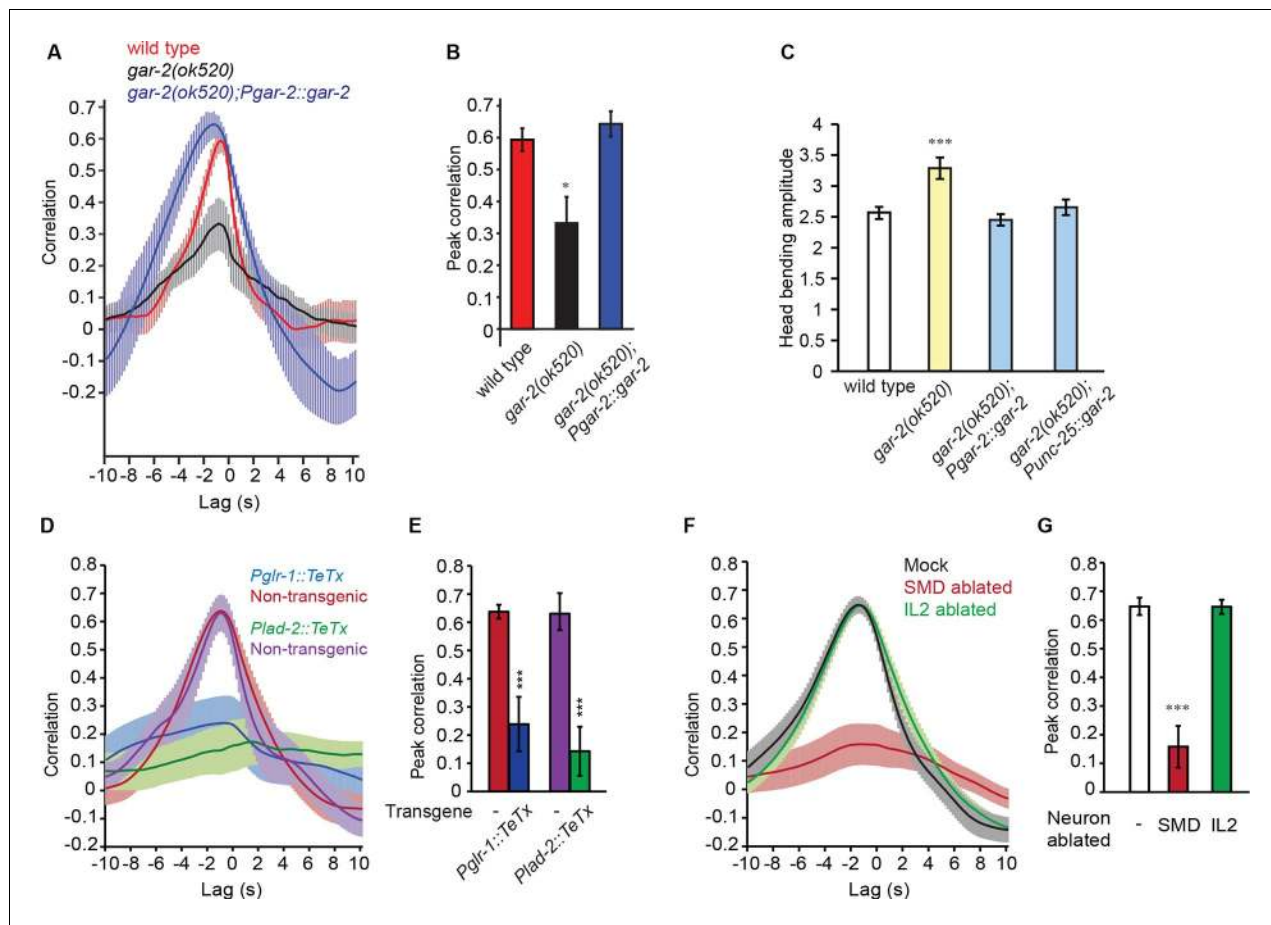 A
wild type
gar-2(ok520)
gar-2(ok520);Pgar-2::gar-2
Correlation
0.7
0.6
0.5
0.4
0.3
0.2
0.1
0
-0.1
-0.2
-10 -8 -6 -4 -2 0 2 4 6 8 10
Lag (s)
B
Peak correlation
0.7
0.6
0.5
0.4
0.3
0.2
0.1
0
*
wild type
gar-2(ok520)
gar-2(ok520);
Pgar-2::gar-2
C
Head bending amplitude
4
3.5
3
2.5
2
1.5
1
0.5
0
***
wild type
gar-2(ok520)
gar-2(ok520);
Pgar-2::gar-2
gar-2(ok520);
Punc-25::gar-2
D
Pglr-1::TeTx
Non-transgenic
Plad-2::TeTx
Non-transgenic
Correlation
0.8
0.7
0.6
0.5
0.4
0.3
0.2
0.1
0
-0.1
-0.2
-10 -8 -6 -4 -2 0 2 4 6 8 10
Lag (s)
E
Peak correlation
0.8
0.7
0.6
0.5
0.4
0.3
0.2
0.1
0
***
***
Transgene - Pglr-1::TeTx - Plad-2::TeTx
F
Mock
SMD ablated
IL2 ablated
Correlation
0.8
0.7
0.6
0.5
0.4
0.3
0.2
0.1
0
-0.1
-0.2
-10 -8 -6 -4 -2 0 2 4 6 8 10
Lag (s)
G
Peak correlation
0.8
0.7
0.6
0.5
0.4
0.3
0.2
0.1
0
***
Neuron
ablated
- SMD IL2